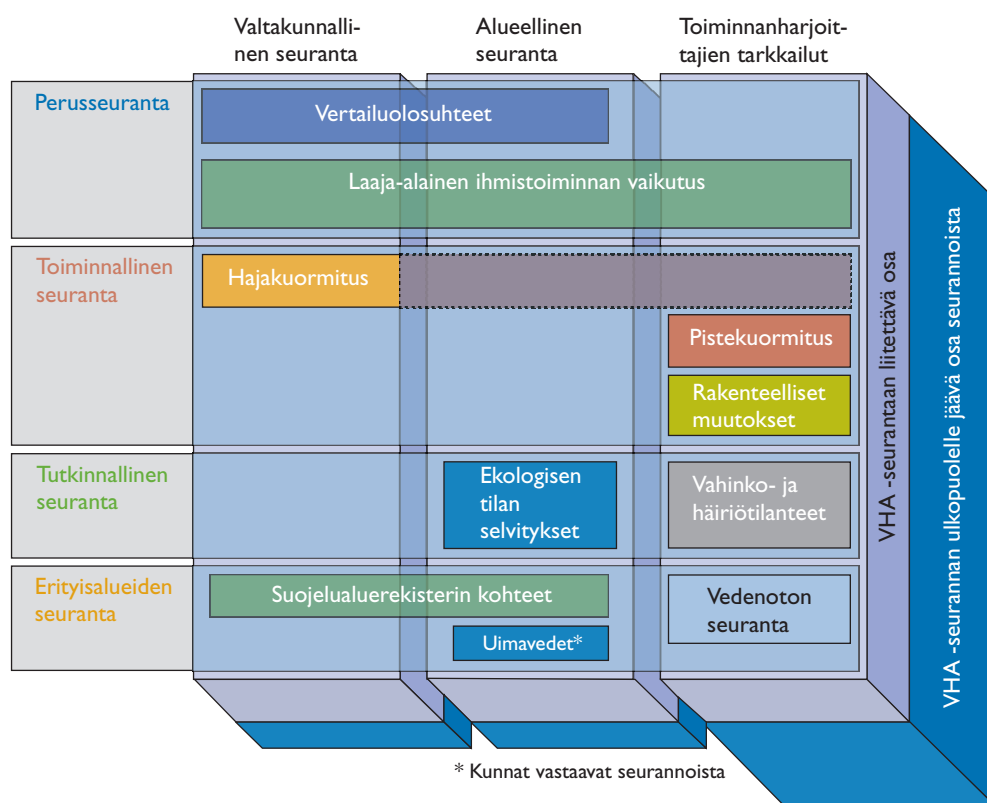 Valtakunnalli-
nen seuranta
Alueellinen
seuranta
Toiminnanharjoit-
tajien tarkkailut
Perusseuranta
Vertailuolosuhteet
Laaja-alainen ihmistoiminnan vaikutus
Toiminnallinen
seuranta
Hajakuormitus
Pistekuormitus
Rakenteelliset
muutokset
Tutkinnallinen
seuranta
Ekologisen
tilan
selvitykset
Vahinko- ja
häiriötilanteet
Erityisalueiden
seuranta
Suojelualuerekisterin kohteet
Uimavedet*
Vedenoton
seuranta
VHA -seurantaan liitettävä osa
VHA -seurannan ulkopuolelle jäävä osa seurannoista
* Kunnat vastaavat seurannoista